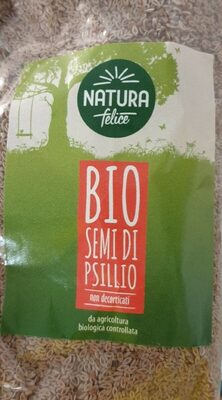 NATURA
felice
BIO
SEMI DI
PSILLIO
non decorticati
da agricoltura
biologica controllata